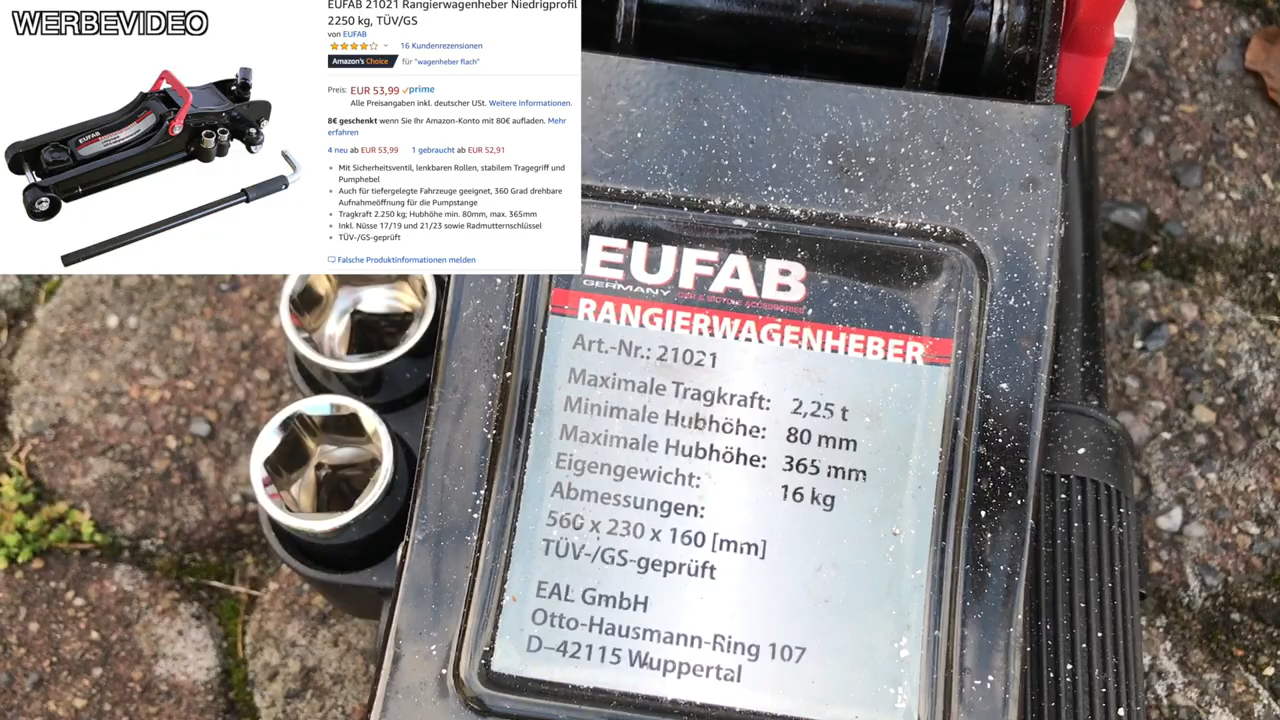 WERBEVIDEO
EUFAB 21021 Rangierwagenheber Niedrigprofil
2250 kg, TÜV/GS
von EUFAB
16 Kundenrezensionen
Amazon's Choice für "wagenheber flach"
Preis: EUR 53,99 prime
Alle Preisangaben inkl. deutscher USt. Weitere Informationen.
8€ geschenkt wenn Sie Ihr Amazon-Konto mit 80€ aufladen. Mehr
erfahren
4 neu ab EUR 53,99 1 gebraucht ab EUR 52,91
Mit Sicherheitsventil, lenkbaren Rollen, stabilem Tragegriff und
Pumphebel
Auch für tiefergelegte Fahrzeuge geeignet, 360 Grad drehbare
Aufnahmeöffnung für die Pumpstange
Tragkraft 2.250 kg; Hubhöhe min. 80mm, max. 365mm
Inkl. Nüsse 17/19 und 21/23 sowie Radmutternschlüssel
TÜV-/GS-geprüft
Falsche Produktinformationen melden
EUFAB
EUFAB
GERMANY CAR & BICYCLE ACCESSORIES
RANGIERWAGENHEBER
Art.-Nr.: 21021
Maximale Tragkraft: 2,25 t
Minimale Hubhöhe: 80 mm
Maximale Hubhöhe: 365 mm
Eigengewicht: 16 kg
Abmessungen:
560 x 230 x 160 [mm]
TÜV-/GS-geprüft
EAL GmbH
Otto-Hausmann-Ring 107
D-42115 Wuppertal